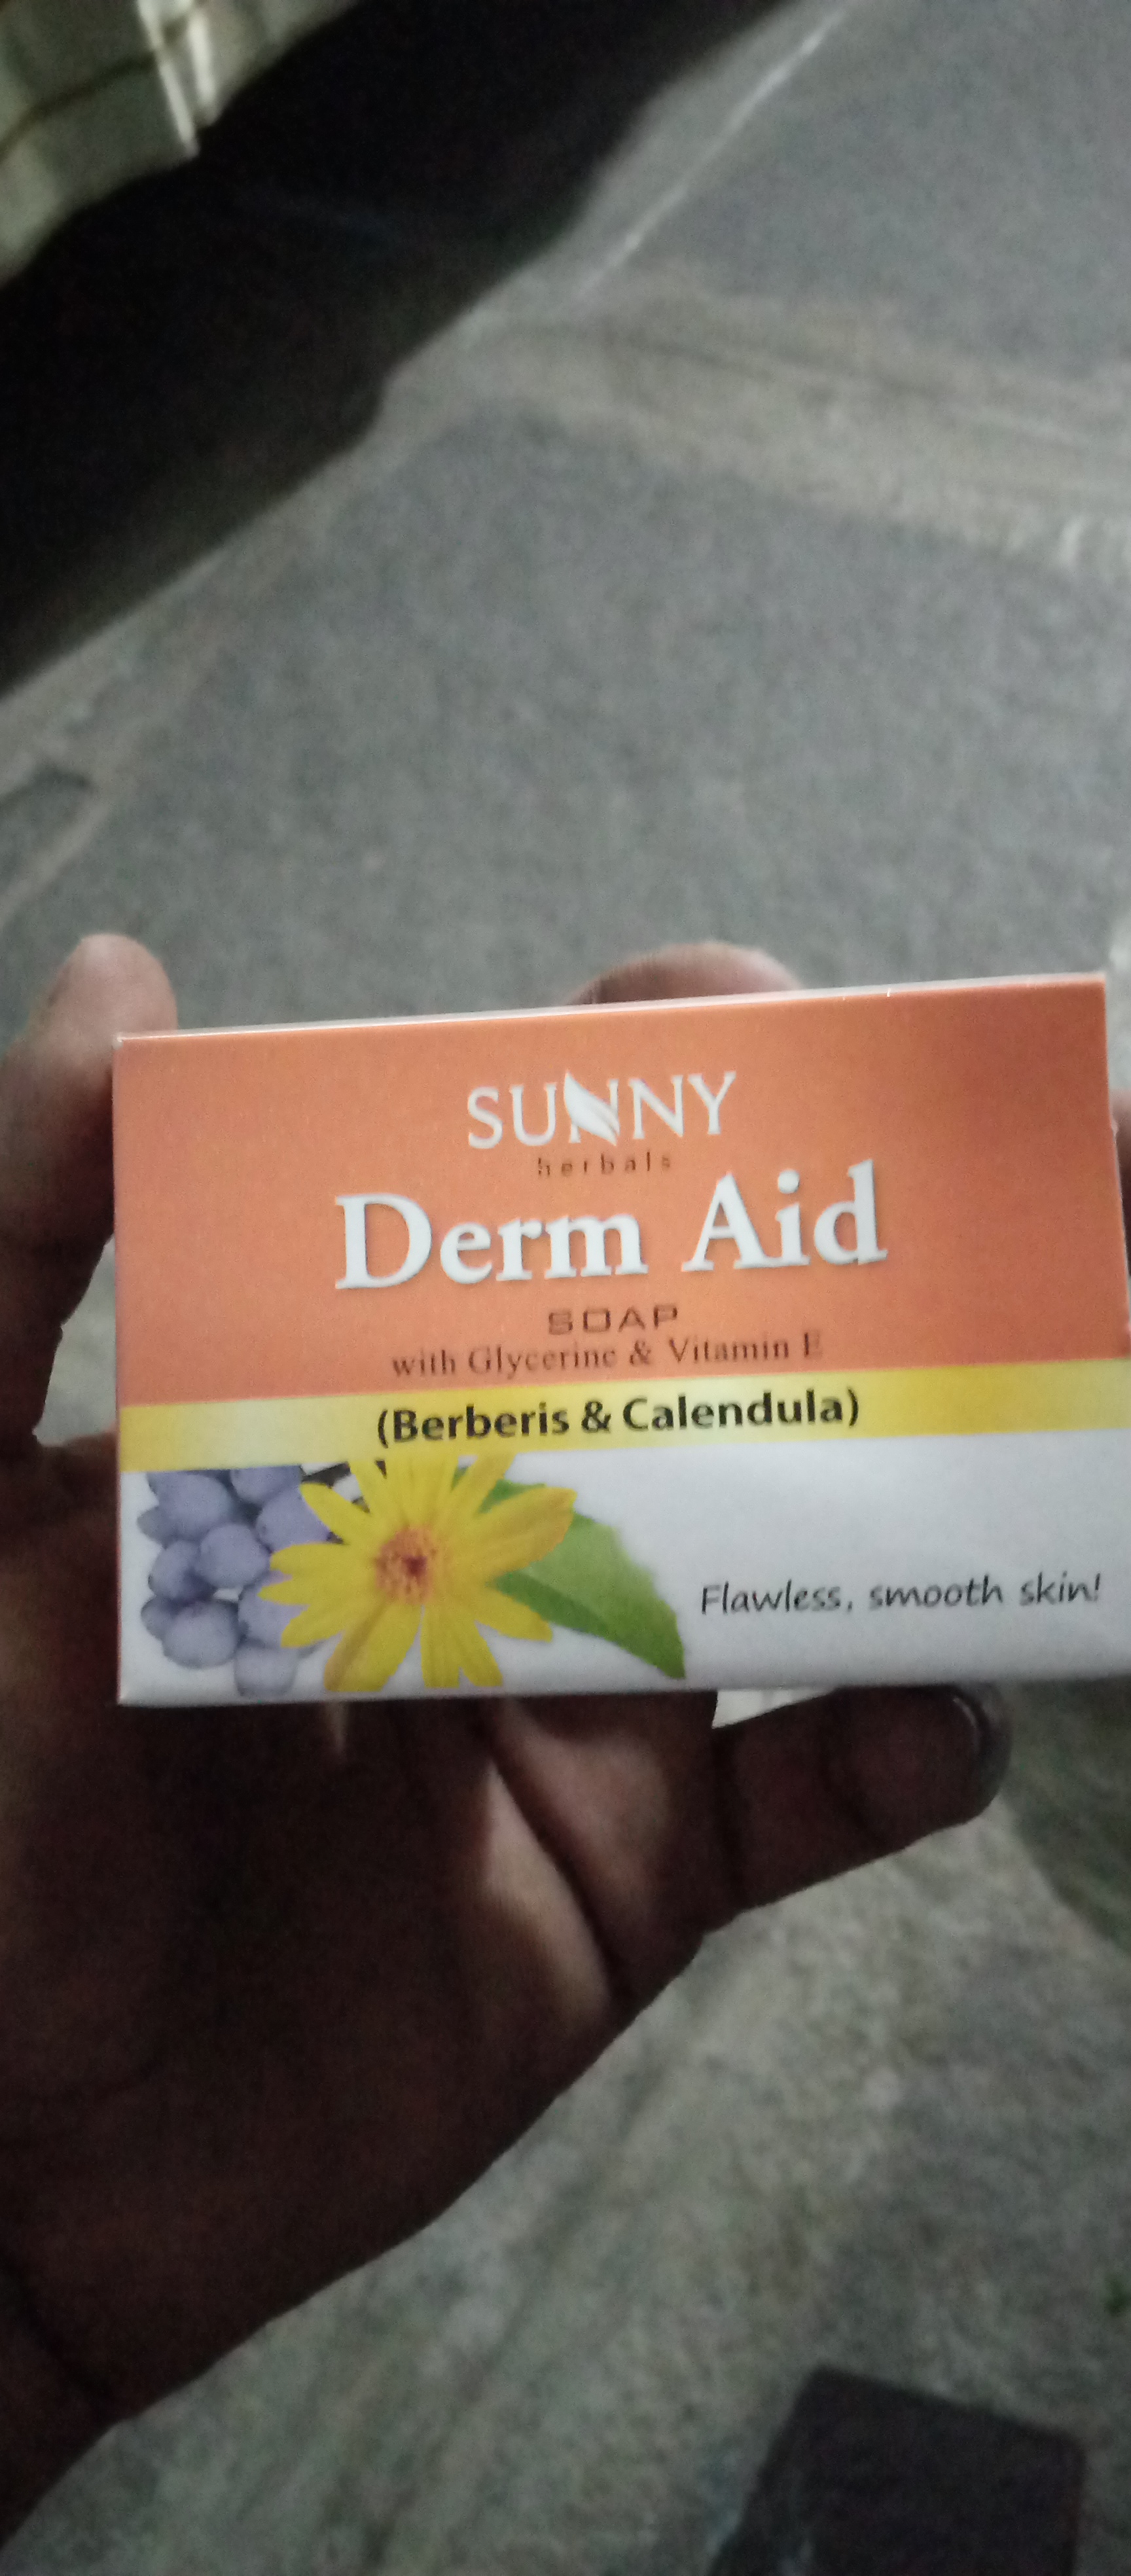 SUNNY
herbals
Derm Aid
SOAP
with Glycerine & Vitamin E
(Berberis & Calendula)
Flawless, smooth skin!